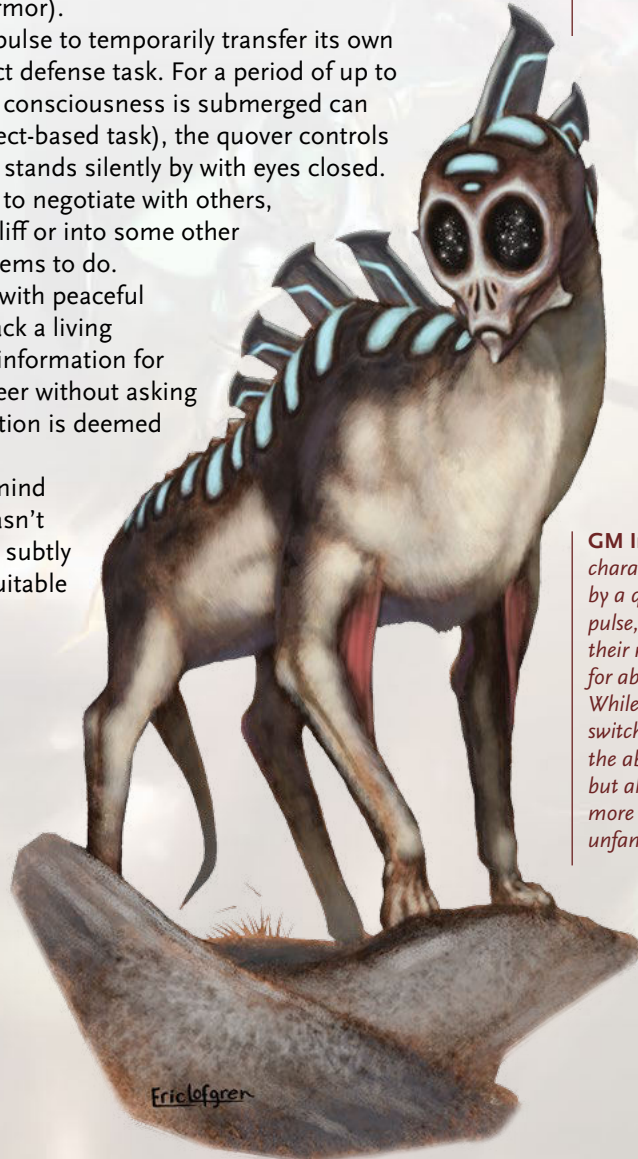 rmor).
pulse to temporarily transfer its own
ct defense task. For a period of up to
consciousness is submerged can
ect-based task), the quover controls
stands silently by with eyes closed.
to negotiate with others,
liff or into some other
ems to do.
with peaceful
ack a living
information for
eer without asking
tion is deemed
mind
asn’t
subtly
uitable
GM I
chara
by a q
pulse,
their r
for ab
While
switch
the ab
but al
more
unfan
Ericlofgren